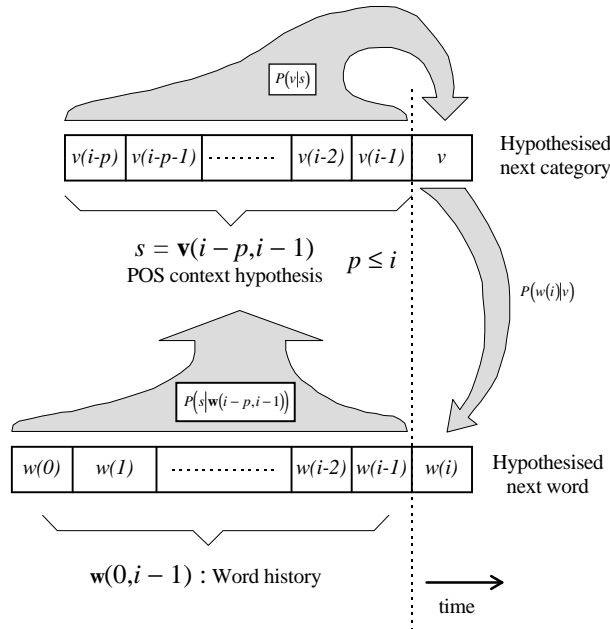 P(v|s)
v(i-p) v(i-p-1) ......... v(i-2) v(i-1) v
Hypothesised
next category
s = v(i − p,i − 1) p ≤ i
POS context hypothesis
P(w(i)|v)
P(s|w(i − p,i − 1))
w(0) w(1) ................ w(i-2) w(i-1) w(i)
Hypothesised
next word
w(0,i − 1) : Word history
time